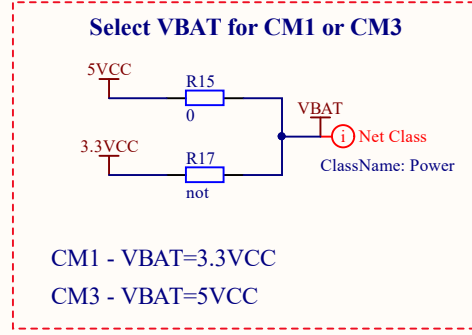 Select VBAT for CM1 or CM3
5VCC
R15
0
VBAT
i Net Class
3.3VCC
R17
ClassName: Power
not
CM1 - VBAT=3.3VCC
CM3 - VBAT=5VCC